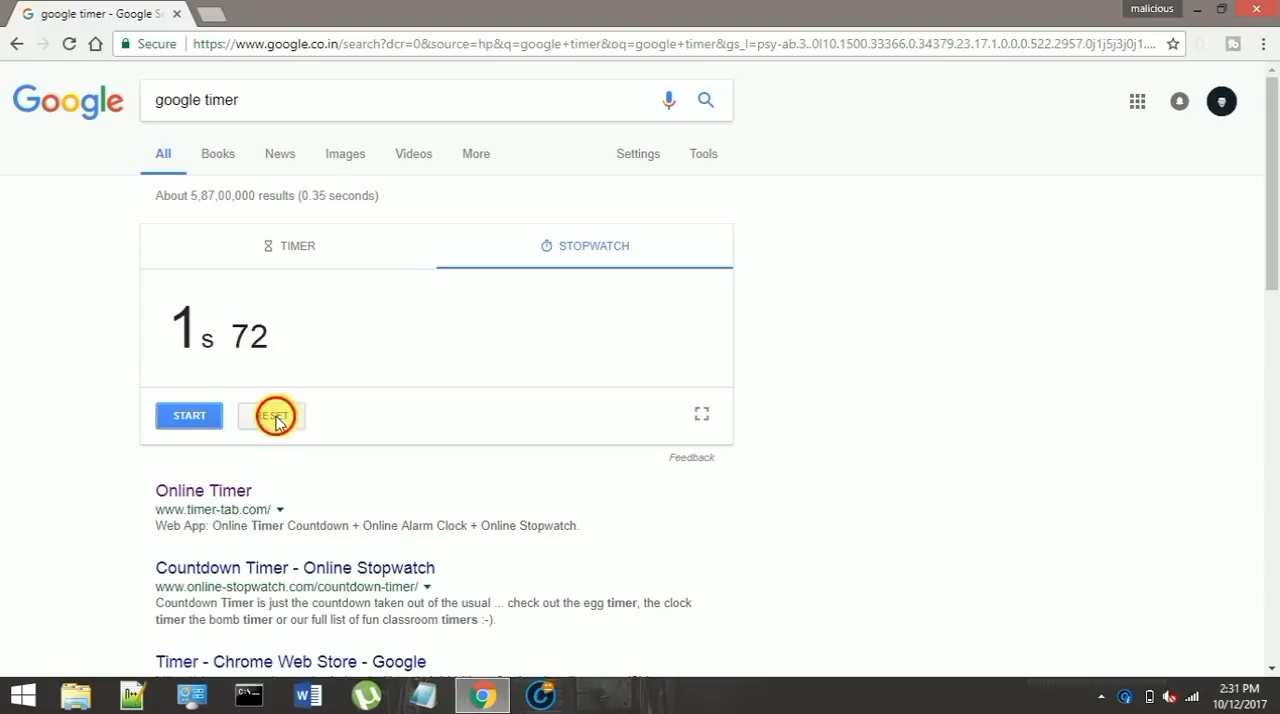 google timer - Google S
malicious
Secure
https://www.google.co.in/search?dcr=0&source=hp&q=google+timer&oq=google+timer&gs_l=psy-ab.3..0l10.1500.33366.0.34379.23.17.1.0.0.0.522.2957.0j1j5j3j0j1....
Google
google timer
All
Books
News
Images
Videos
More
Settings
Tools
About 5,87,00,000 results (0.35 seconds)
TIMER
STOPWATCH
1 s 72
START
RESET
Feedback
Online Timer
www.timer-tab.com/
Web App: Online Timer Countdown + Online Alarm Clock + Online Stopwatch.
Countdown Timer - Online Stopwatch
www.online-stopwatch.com/countdown-timer/
Countdown Timer is just the countdown taken out of the usual ... check out the egg timer, the clock
timer the bomb timer or our full list of fun classroom timers :-).
Timer - Chrome Web Store - Google
2:31 PM
10/12/2017